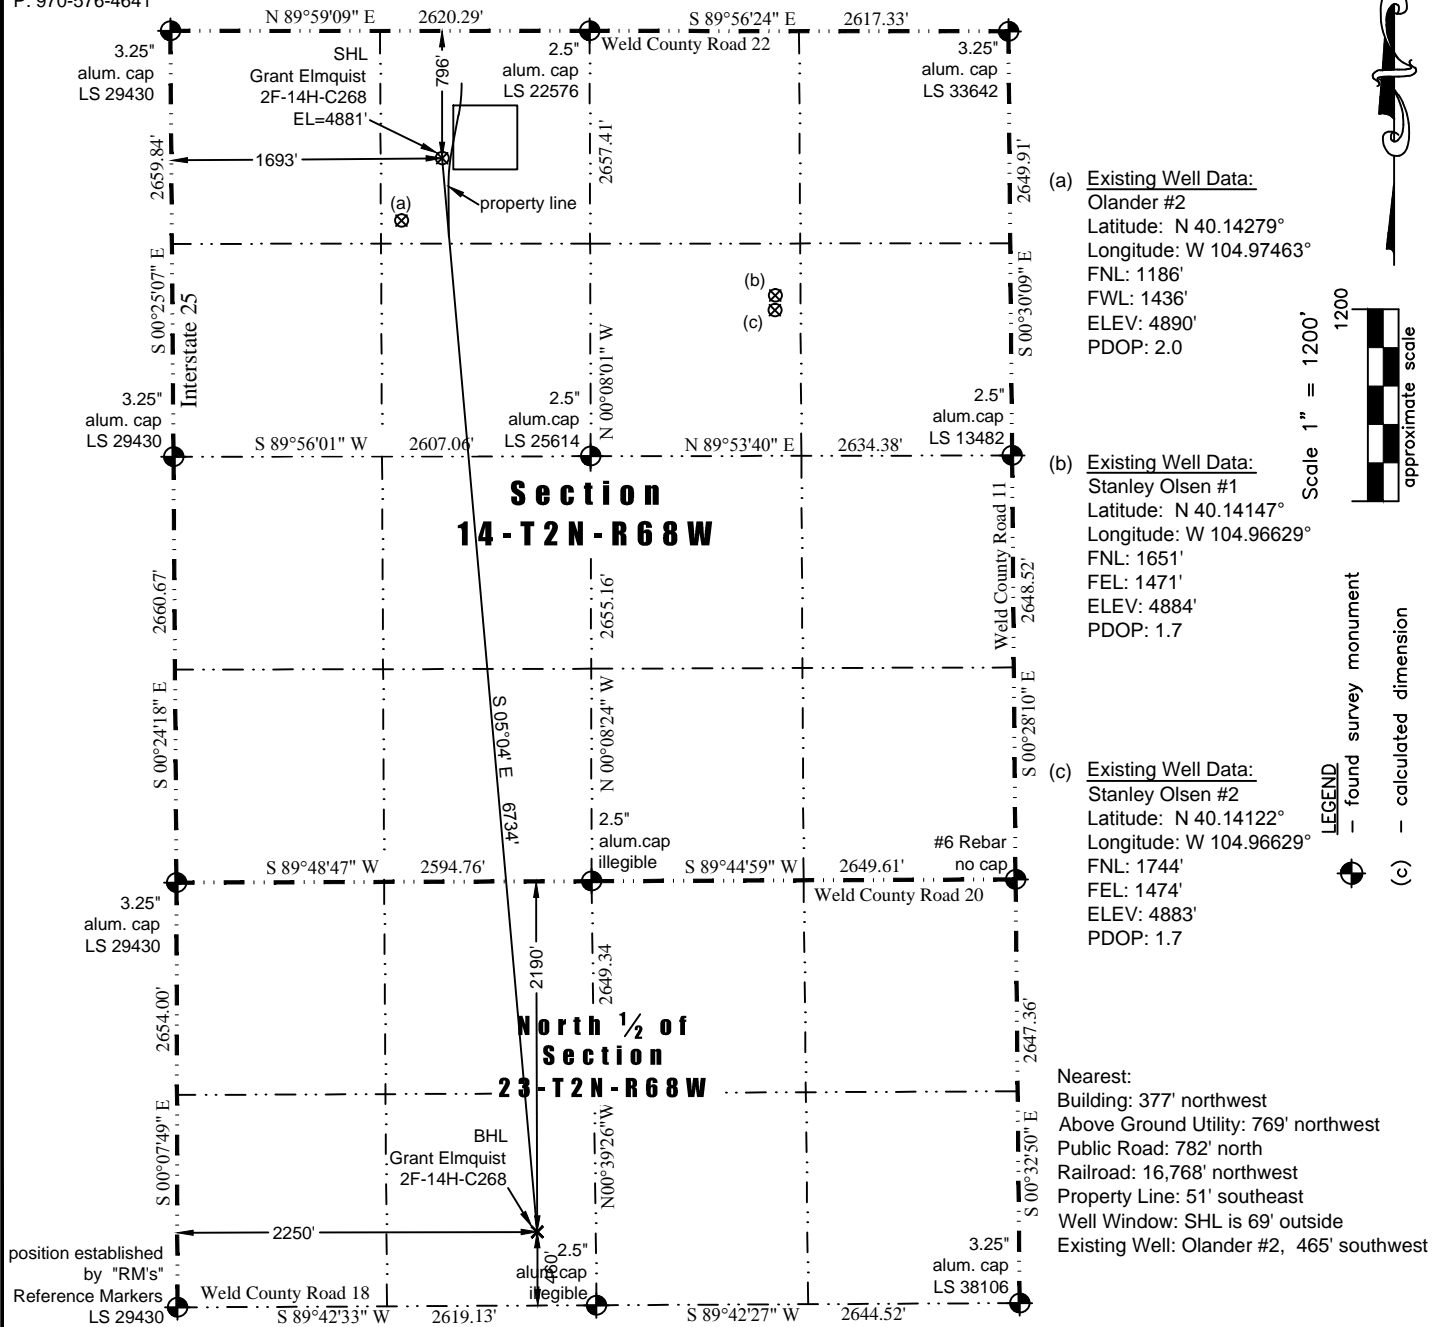 P: 970-576-4641
N 89°59'09" E 2620.29'
S 89°56'24" E 2617.33'
Weld County Road 22
3.25"
alum. cap
LS 29430
SHL
Grant Elmquist
2F-14H-C268
EL=4881'
796'
2.5"
alum. cap
LS 22576
3.25"
alum. cap
LS 33642
1693'
2659.84'
2657.41'
2649.91'
(a)
property line
(b)
(c)
S 00°25'07" E
Interstate 25
N 00°08'01" W
S 00°30'09" E
3.25"
alum. cap
LS 29430
2.5"
alum.cap
LS 25614
2.5"
alum.cap
LS 13482
S 89°56'01" W 2607.06'
N 89°53'40" E 2634.38'
Section
14-T2N-R68W
Weld County Road 11
2660.67'
2655.16'
2648.52'
S 00°24'18" E
S 05°04' E 6734'
N 00°08'24" W
S 00°28'10" E
2.5"
alum.cap
illegible
#6 Rebar
no cap
S 89°48'47" W 2594.76'
S 89°44'59" W 2649.61'
Weld County Road 20
3.25"
alum. cap
LS 29430
2190'
2654.00'
2649.34
2647.36'
North ½ of
Section
23-T2N-R68W
S 00°07'49" E
N00°39'26"W
S 00°32'50" E
BHL
Grant Elmquist
2F-14H-C268
2250'
460'
position established
by "RM's"
Reference Markers
LS 29430
2.5"
alum.cap
illegible
3.25"
alum. cap
LS 38106
Weld County Road 18
S 89°42'33" W 2619.13'
S 89°42'27" W 2644.52'
(a) Existing Well Data:
Olander #2
Latitude: N 40.14279°
Longitude: W 104.97463°
FNL: 1186'
FWL: 1436'
ELEV: 4890'
PDOP: 2.0
(b) Existing Well Data:
Stanley Olsen #1
Latitude: N 40.14147°
Longitude: W 104.96629°
FNL: 1651'
FEL: 1471'
ELEV: 4884'
PDOP: 1.7
(c) Existing Well Data:
Stanley Olsen #2
Latitude: N 40.14122°
Longitude: W 104.96629°
FNL: 1744'
FEL: 1474'
ELEV: 4883'
PDOP: 1.7
Scale 1" = 1200'
1200
approximate scale
LEGEND
– found survey monument
(c) – calculated dimension
Nearest:
Building: 377' northwest
Above Ground Utility: 769' northwest
Public Road: 782' north
Railroad: 16,768' northwest
Property Line: 51' southeast
Well Window: SHL is 69' outside
Existing Well: Olander #2, 465' southwest